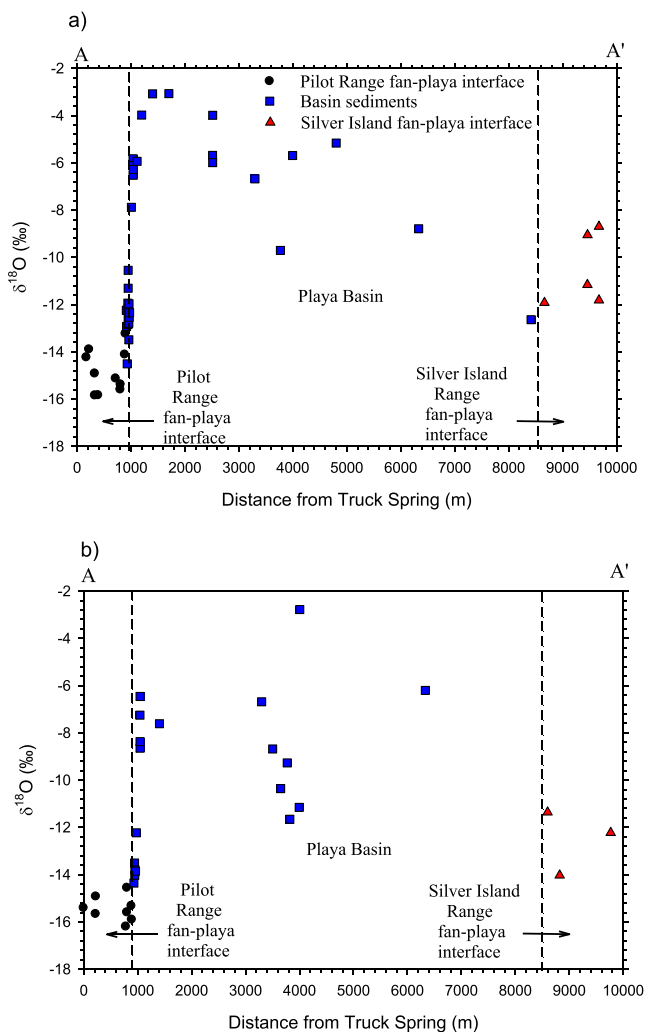 a)
A
A'
-2
-4
-6
-8
-10
-12
-14
-16
-18
δ18O (‰)
Pilot Range fan-playa interface
Basin sediments
Silver Island fan-playa interface
Playa Basin
Pilot
Range
fan-playa
interface
Silver Island
Range
fan-playa
interface
0 1000 2000 3000 4000 5000 6000 7000 8000 9000 10000
Distance from Truck Spring (m)
b)
A
A'
-2
-4
-6
-8
-10
-12
-14
-16
-18
δ18O (‰)
Playa Basin
Pilot
Range
fan-playa
interface
Silver Island
Range
fan-playa
interface
0 1000 2000 3000 4000 5000 6000 7000 8000 9000 10000
Distance from Truck Spring (m)